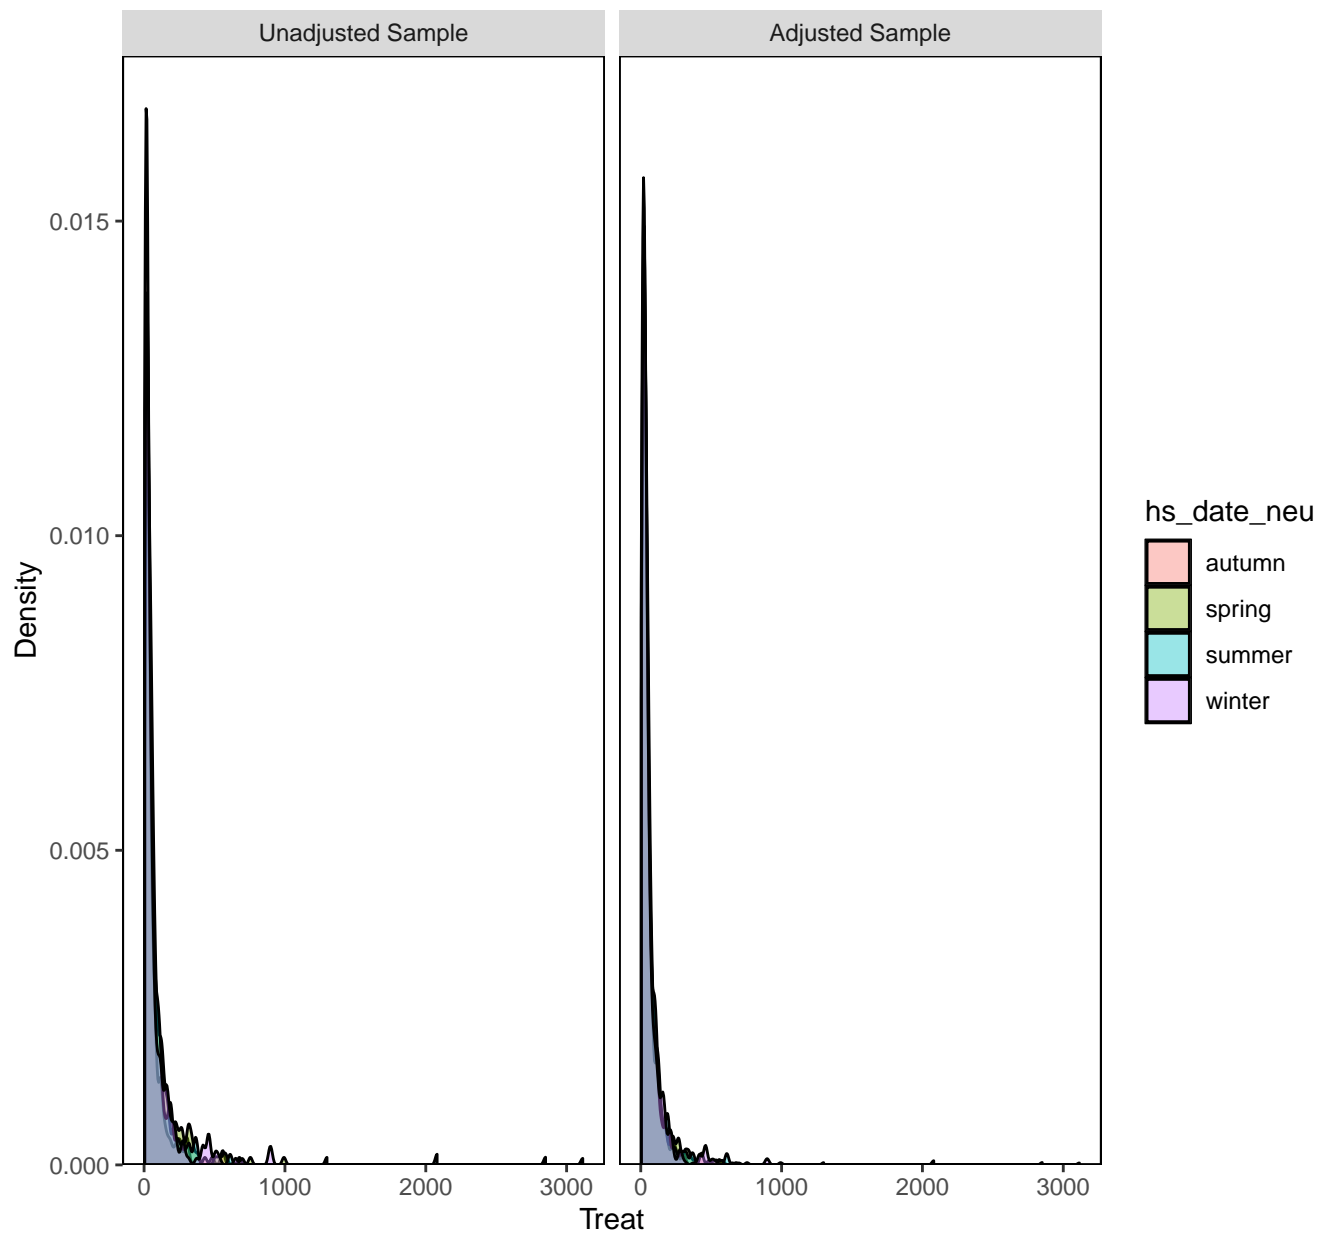 Unadjusted Sample
Adjusted Sample
0.015
0.010
0.005
0.000
Density
0 1000 2000 3000
0 1000 2000 3000
Treat
hs_date_neu
autumn
spring
summer
winter